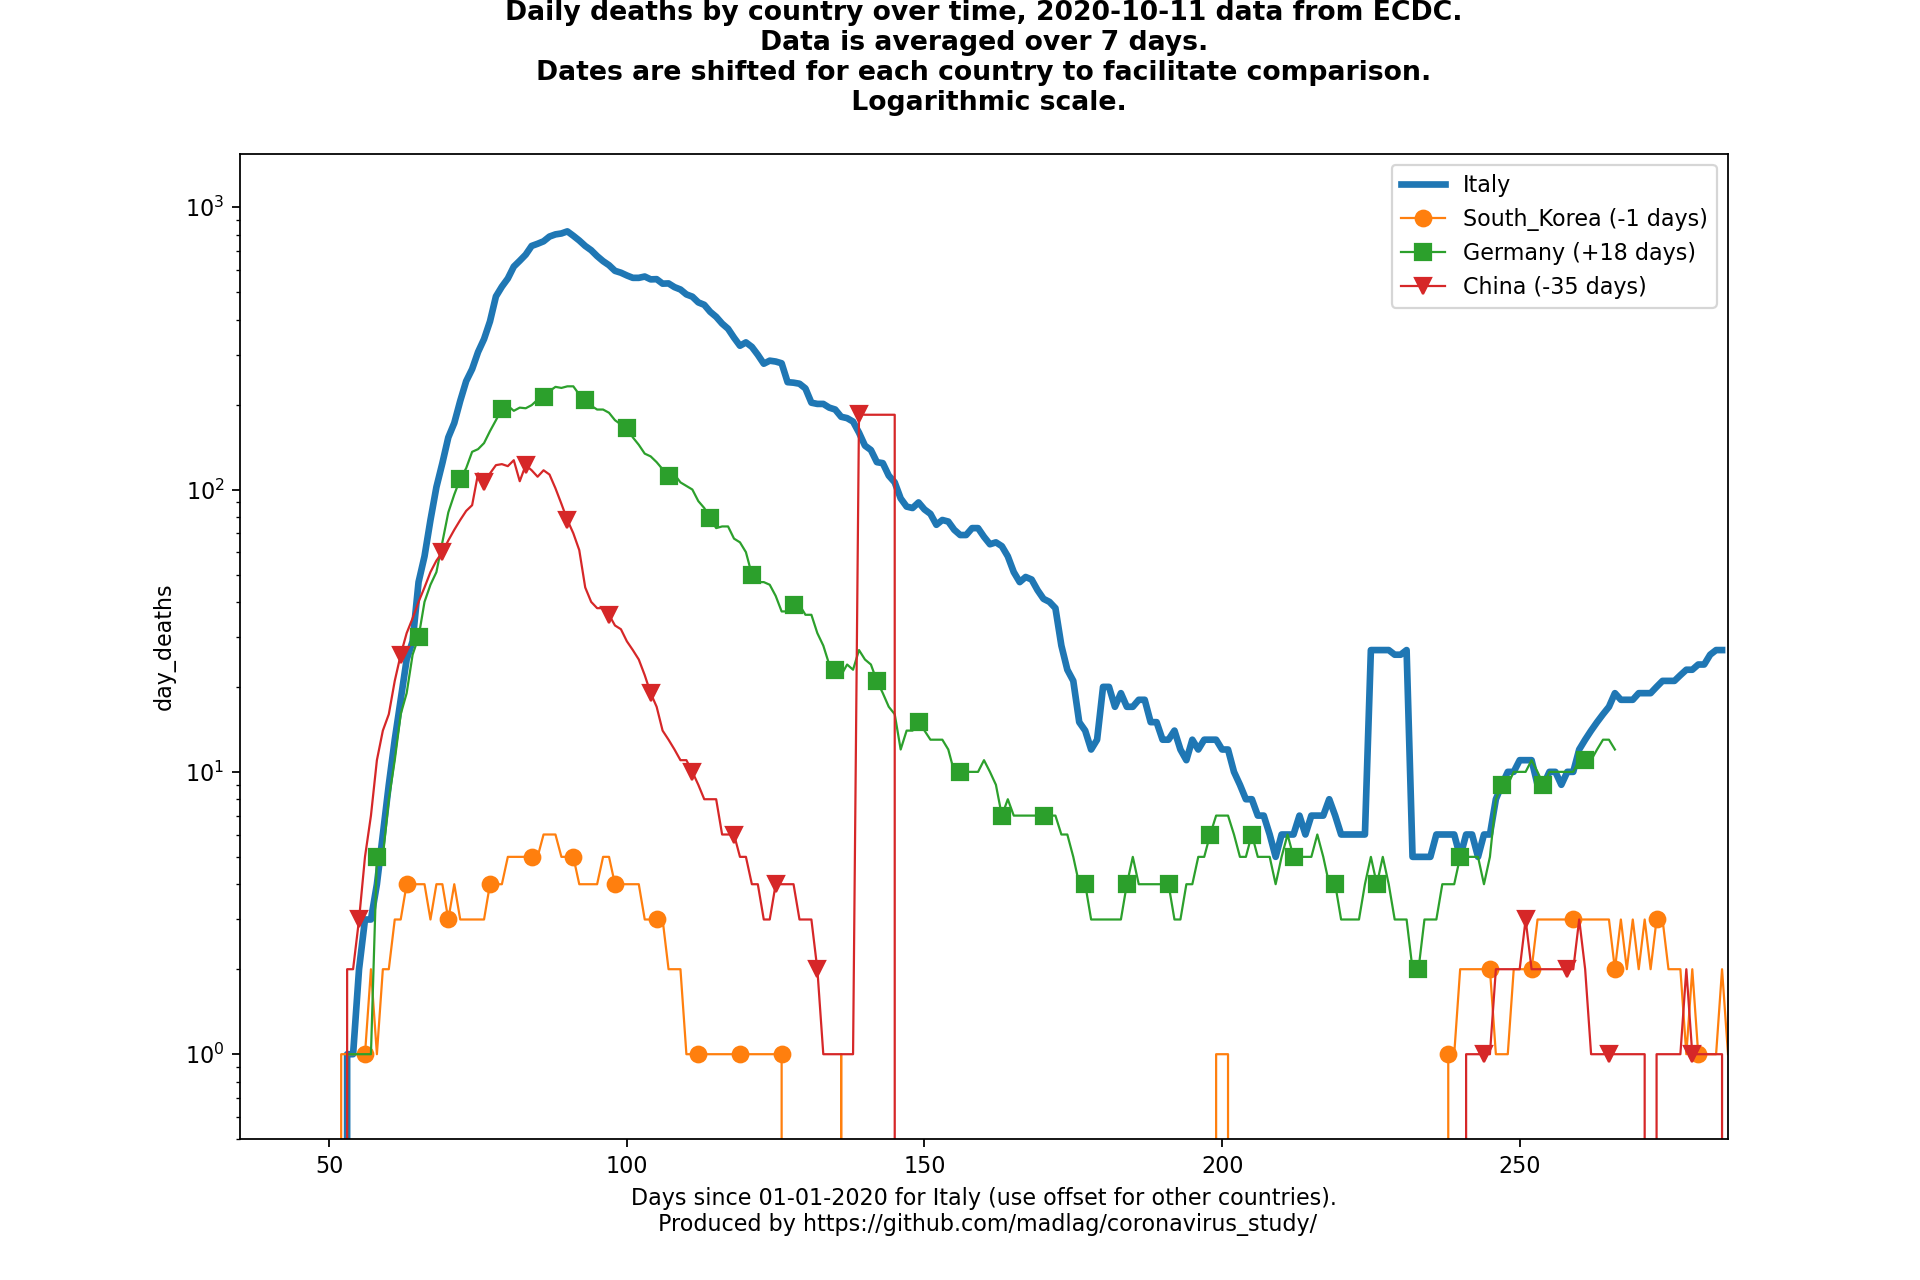 Daily deaths by country over time, 2020-10-11 data from ECDC.
Data is averaged over 7 days.
Dates are shifted for each country to facilitate comparison.
Logarithmic scale.
Italy
South_Korea (-1 days)
Germany (+18 days)
China (-35 days)
10³
10²
10¹
10⁰
day_deaths
50 100 150 200 250
Days since 01-01-2020 for Italy (use offset for other countries).
Produced by https://github.com/madlag/coronavirus_study/